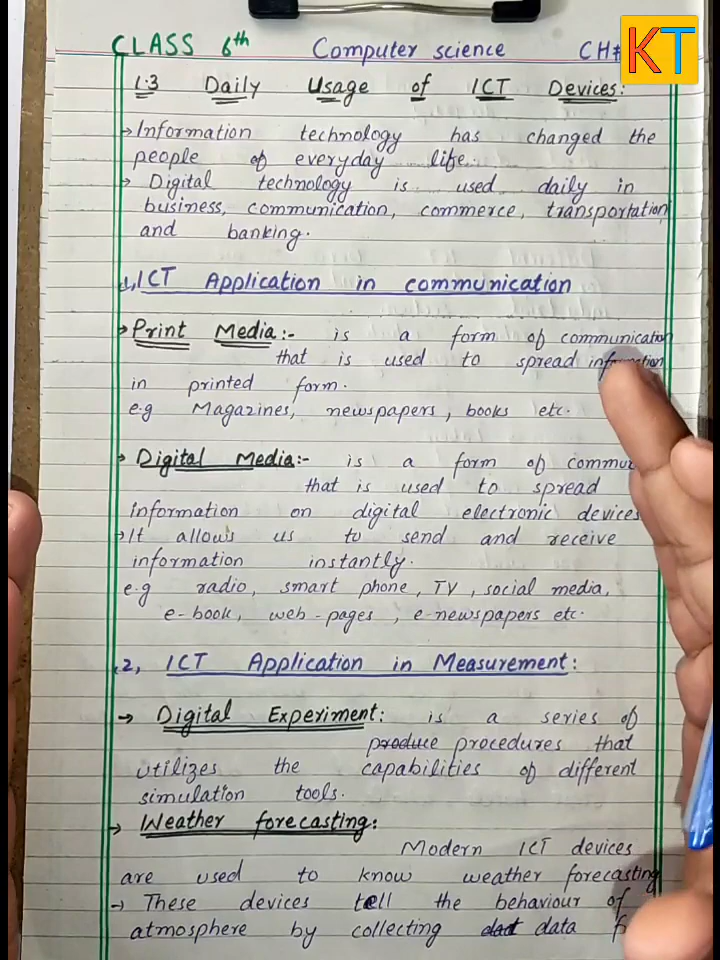 CLASS 6th Computer science CH#
KT
1.3 Daily Usage of ICT Devices:
→Information technology has changed the
people of everyday life.
→ Digital technology is used daily in
business, communication, commerce, transportation
and banking.
1, ICT Application in communication
→Print Media:- is a form of communication
that is used to spread information
in printed form.
e.g Magazines, newspapers, books etc.
→ Digital Media:- is a form of commu
that is used to spread
information on digital electronic devices
→It allows us to send and receive
information instantly.
e.g radio, smart phone, TV, social media,
e-book, web-pages, e-newspapers etc.
2, ICT Application in Measurement:
→ Digital Experiment: is a series of
produce procedures that
utilizes the capabilities of different
simulation tools.
→ Weather forecasting:
Modern ICT devices
are used to know weather forecasting
→ These devices tell the behaviour of
atmosphere by collecting data